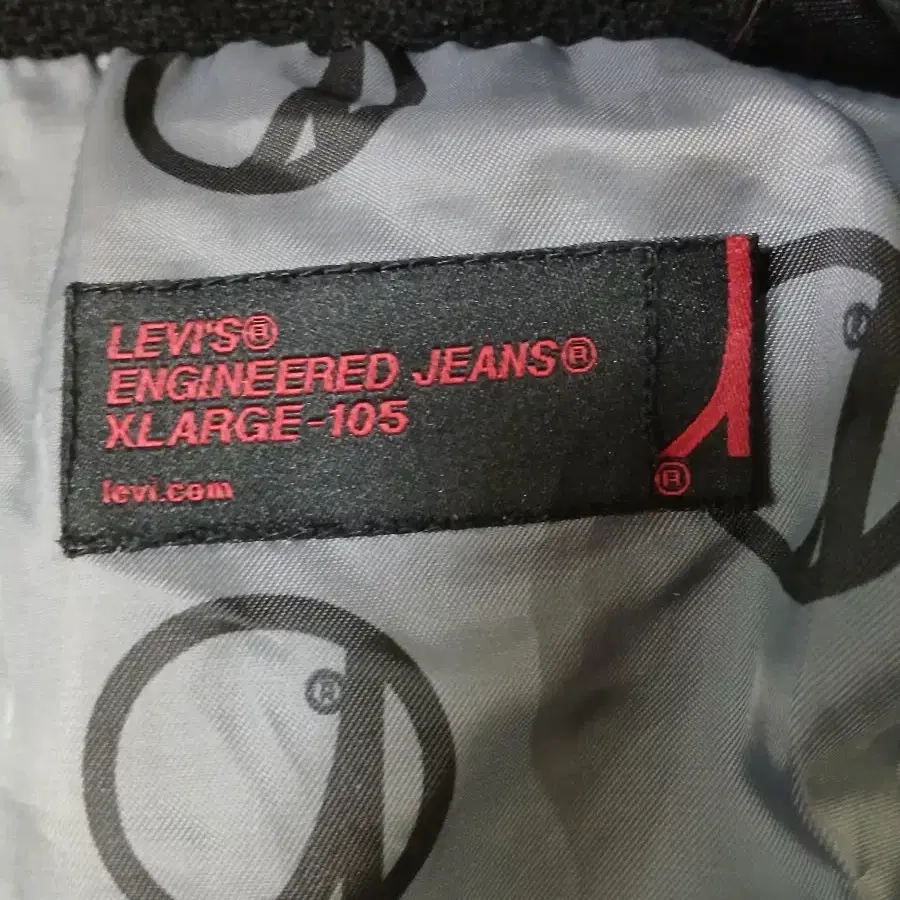 LEVI'S®
ENGINEERED JEANS®
XLARGE-105
levi.com
®
®
®